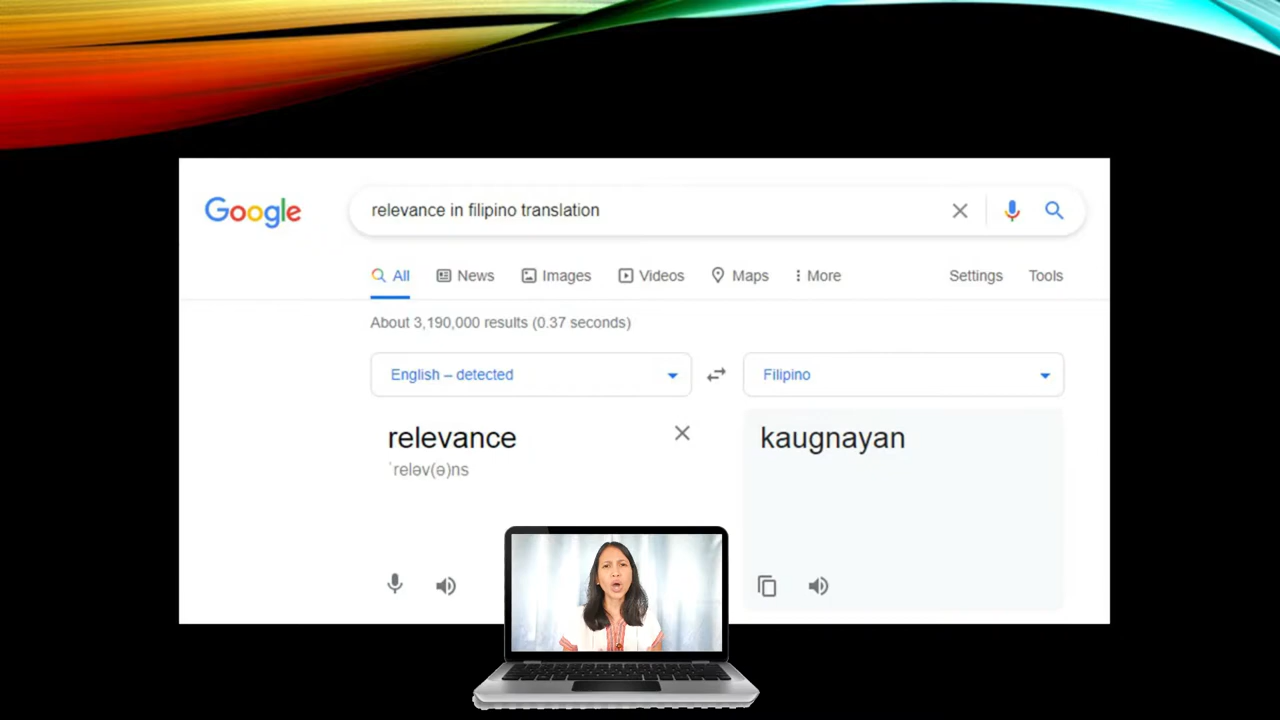 Google
relevance in filipino translation
All News Images Videos Maps More Settings Tools
About 3,190,000 results (0.37 seconds)
English – detected
Filipino
relevance
ˈreləv(ə)ns
kaugnayan